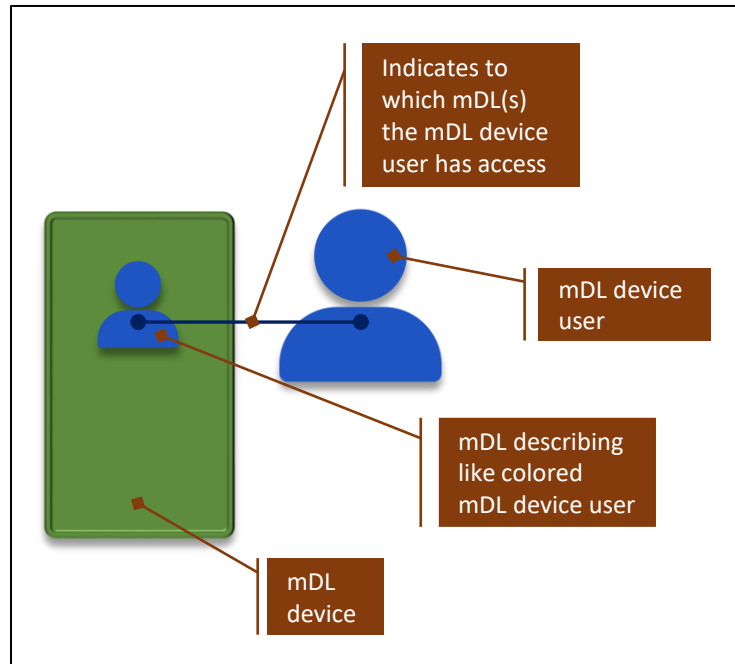 Indicates to
which mDL(s)
the mDL device
user has access
mDL device
user
mDL describing
like colored
mDL device user
mDL
device